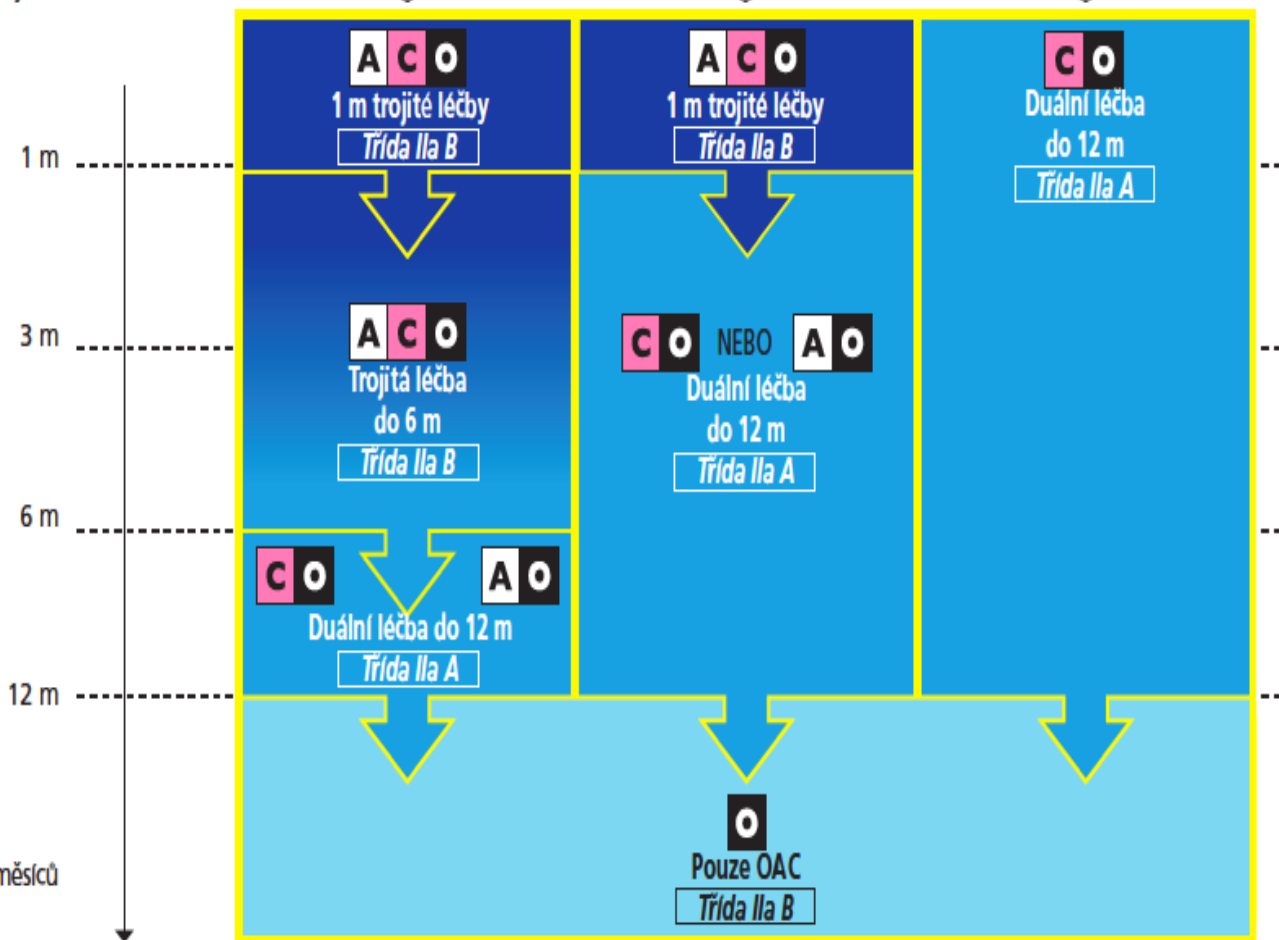 A C O
1 m trojité léčby
Třída IIa B
A C O
1 m trojité léčby
Třída IIa B
C O
Duální léčba
do 12 m
Třída IIa A
1 m
3 m
A C O
Trojitá léčba
do 6 m
Třída IIa B
C O NEBO A O
Duální léčba
do 12 m
Třída IIa A
6 m
C O
A O
Duální léčba do 12 m
Třída IIa A
12 m
O
Pouze OAC
Třída IIa B
měsíců